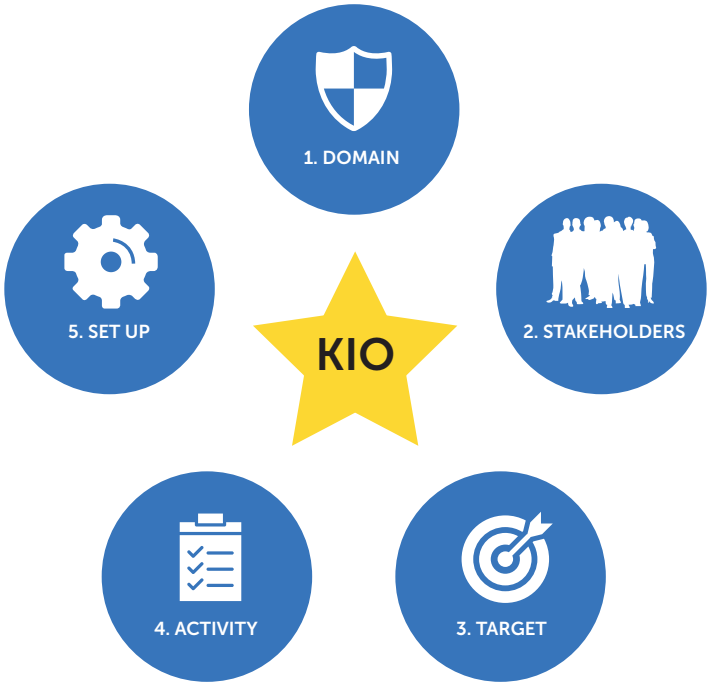 1. DOMAIN
2. STAKEHOLDERS
3. TARGET
4. ACTIVITY
5. SET UP
KIO